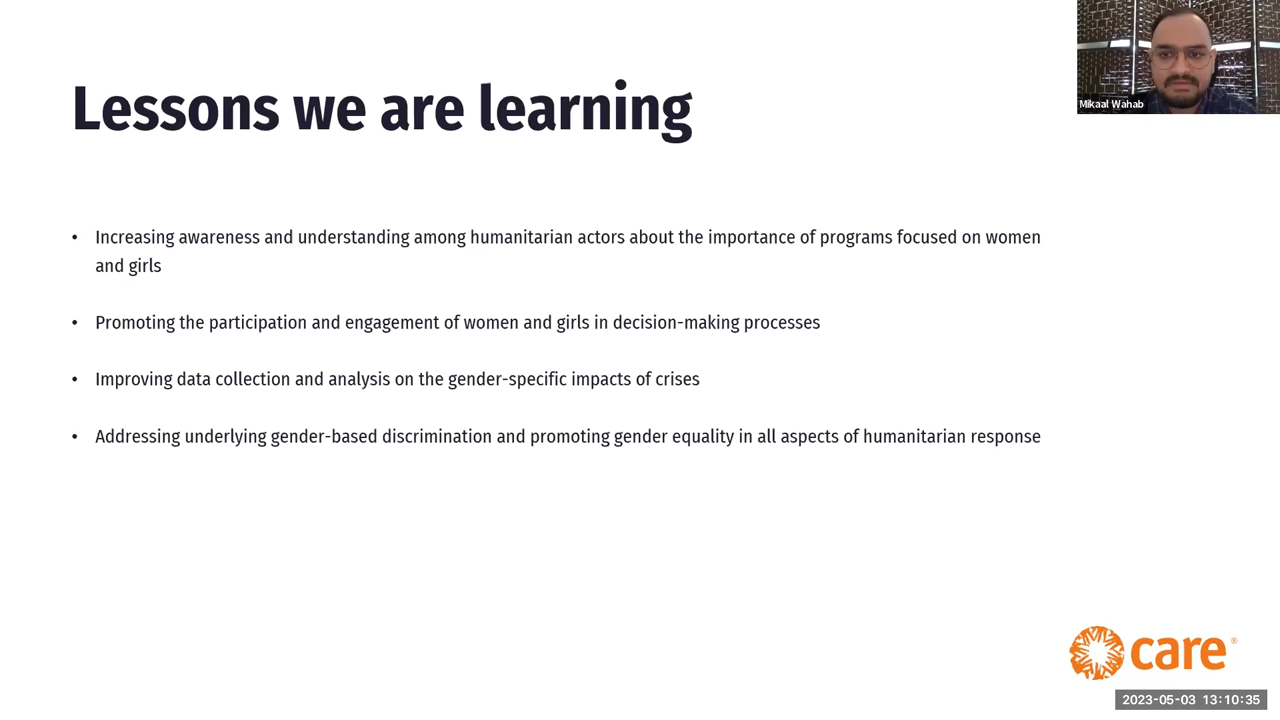 Lessons we are learning
Mikaal Wahab
• Increasing awareness and understanding among humanitarian actors about the importance of programs focused on women
and girls
• Promoting the participation and engagement of women and girls in decision-making processes
• Improving data collection and analysis on the gender-specific impacts of crises
• Addressing underlying gender-based discrimination and promoting gender equality in all aspects of humanitarian response
care®
2023-05-03 13:10:35